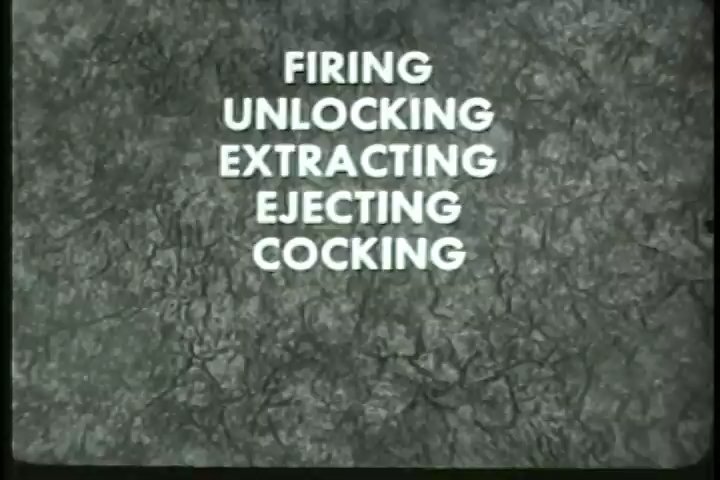 FIRING
UNLOCKING
EXTRACTING
EJECTING
COCKING